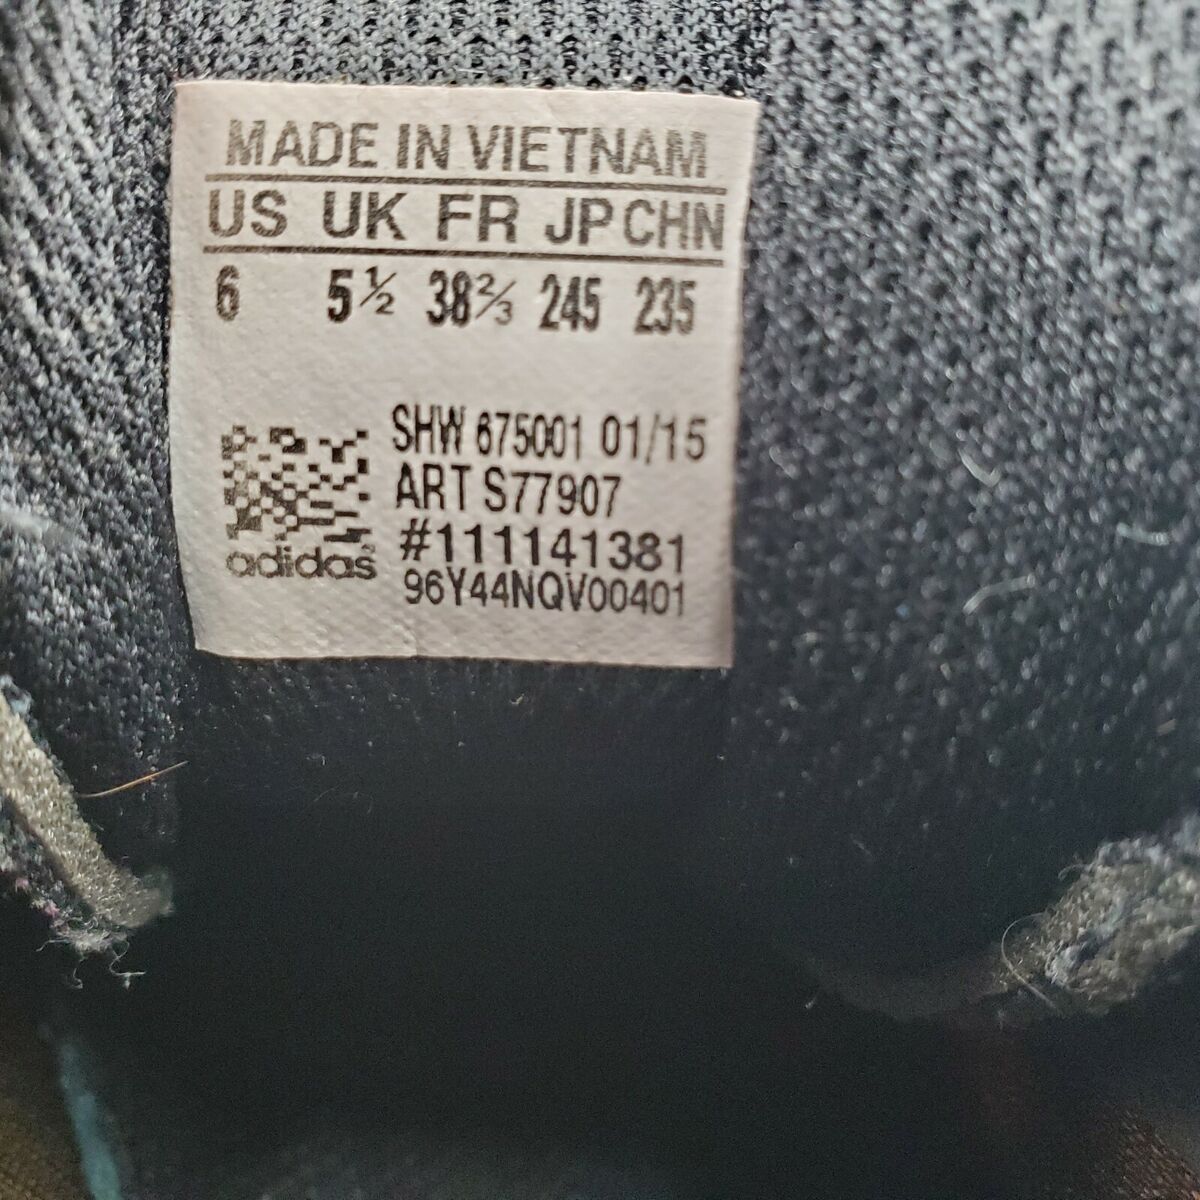 MADE IN VIETNAM
US UK FR JP CHN
6 5½ 38⅔ 245 235
SHW 675001 01/15
ART S77907
#111141381
adidas
96Y44NQV00401